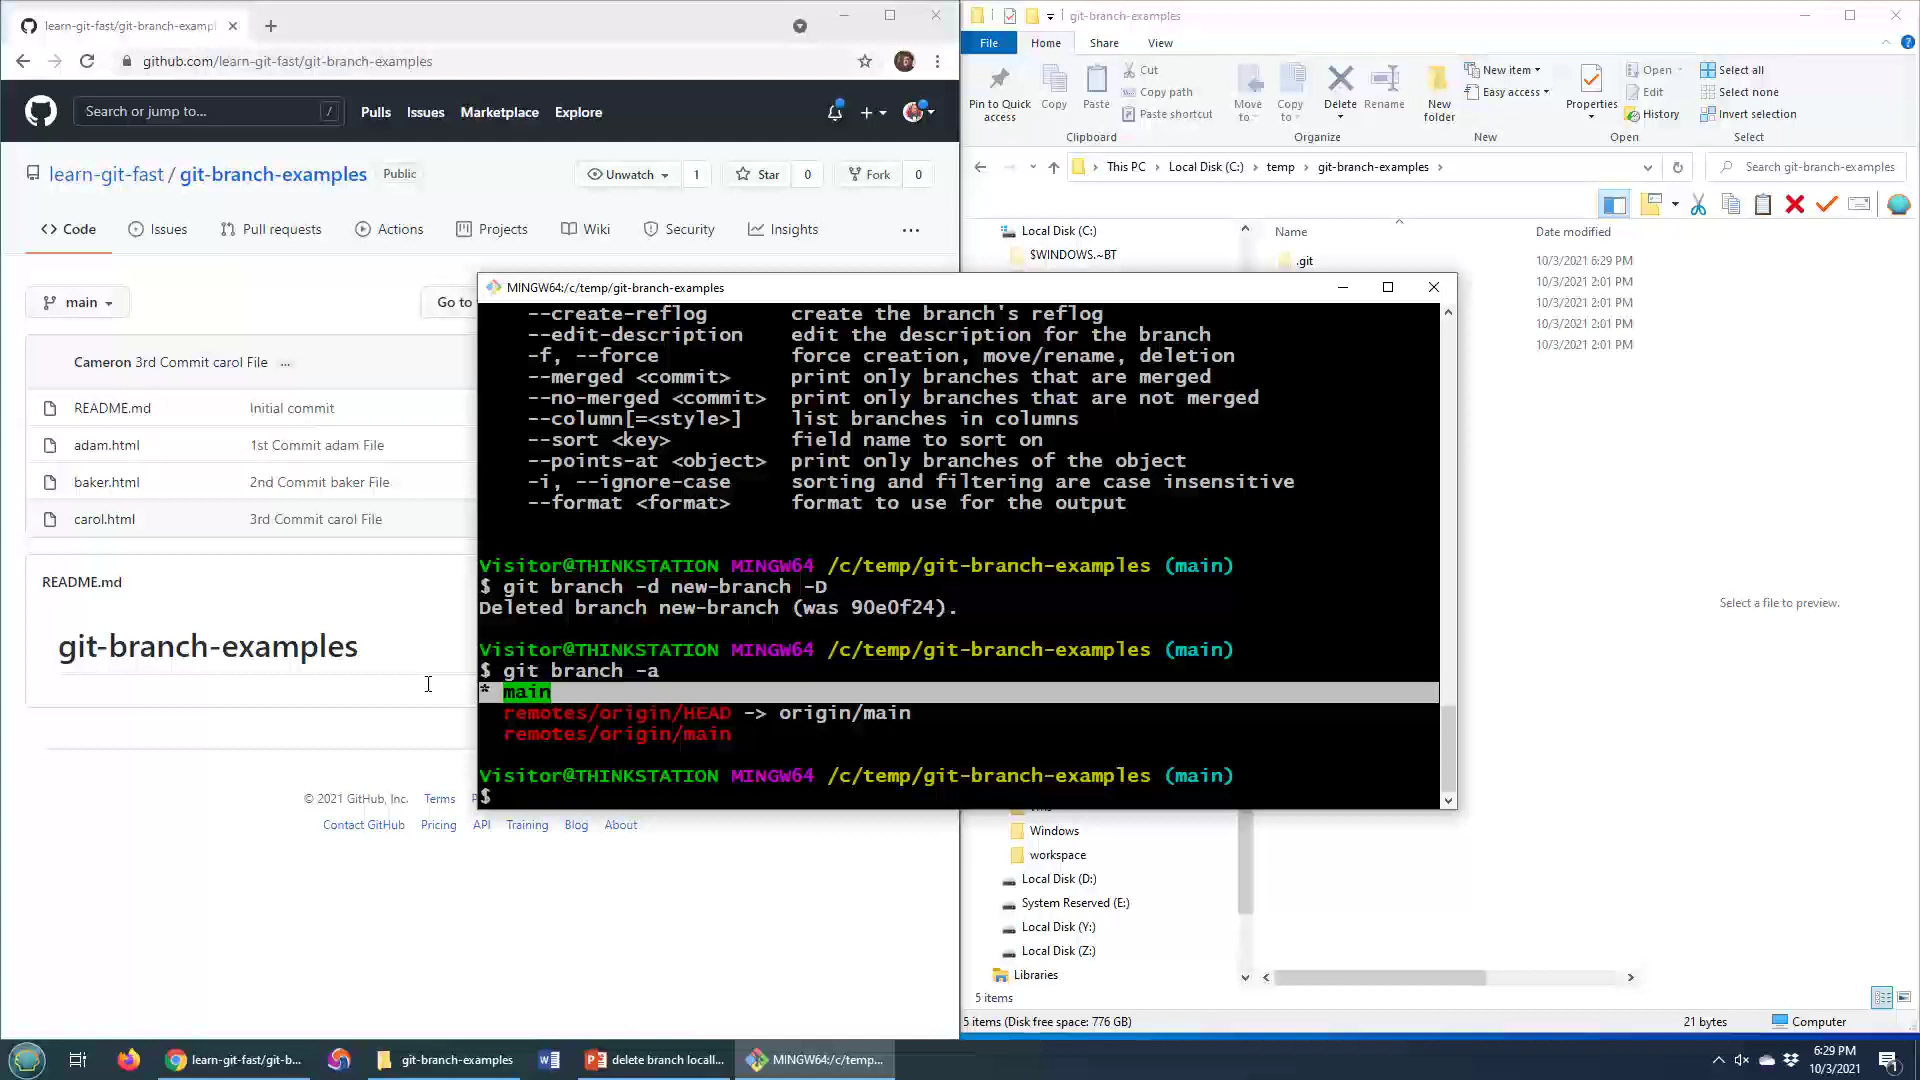 learn-git-fast/git-branch-exampl
github.com/learn-git-fast/git-branch-examples
Search or jump to... /
Pulls Issues Marketplace Explore
learn-git-fast / git-branch-examples Public
Unwatch 1 Star 0 Fork 0
Code Issues Pull requests Actions Projects Wiki Security Insights
main
Go to
Cameron 3rd Commit carol File ...
README.md Initial commit
adam.html 1st Commit adam File
baker.html 2nd Commit baker File
carol.html 3rd Commit carol File
README.md
git-branch-examples
© 2021 GitHub, Inc. Terms
Contact GitHub Pricing API Training Blog About
git-branch-examples
File Home Share View
Pin to Quick access
Copy
Paste
Cut
Copy path
Paste shortcut
Clipboard
Move to
Copy to
Delete
Rename
Organize
New folder
New item
Easy access
New
Properties
Open
Edit
History
Open
Select all
Select none
Invert selection
Select
This PC Local Disk (C:) temp git-branch-examples
Search git-branch-examples
Local Disk (C:)
$WINDOWS.~BT
Name Date modified
.git 10/3/2021 6:29 PM
10/3/2021 2:01 PM
10/3/2021 2:01 PM
10/3/2021 2:01 PM
10/3/2021 2:01 PM
Select a file to preview.
MINGW64:/c/temp/git-branch-examples
--create-reflog create the branch's reflog
--edit-description edit the description for the branch
-f, --force force creation, move/rename, deletion
--merged <commit> print only branches that are merged
--no-merged <commit> print only branches that are not merged
--column[=<style>] list branches in columns
--sort <key> field name to sort on
--points-at <object> print only branches of the object
-i, --ignore-case sorting and filtering are case insensitive
--format <format> format to use for the output
Visitor@THINKSTATION MINGW64 /c/temp/git-branch-examples (main)
$ git branch -d new-branch -D
Deleted branch new-branch (was 90e0f24).
Visitor@THINKSTATION MINGW64 /c/temp/git-branch-examples (main)
$ git branch -a
* main
remotes/origin/HEAD -> origin/main
remotes/origin/main
Visitor@THINKSTATION MINGW64 /c/temp/git-branch-examples (main)
$
Windows
workspace
Local Disk (D:)
System Reserved (E:)
Local Disk (Y:)
Local Disk (Z:)
Libraries
5 items
5 items (Disk free space: 776 GB) 21 bytes Computer
learn-git-fast/git-b...
git-branch-examples
delete branch locall...
MINGW64:/c/temp...
6:29 PM
10/3/2021
1